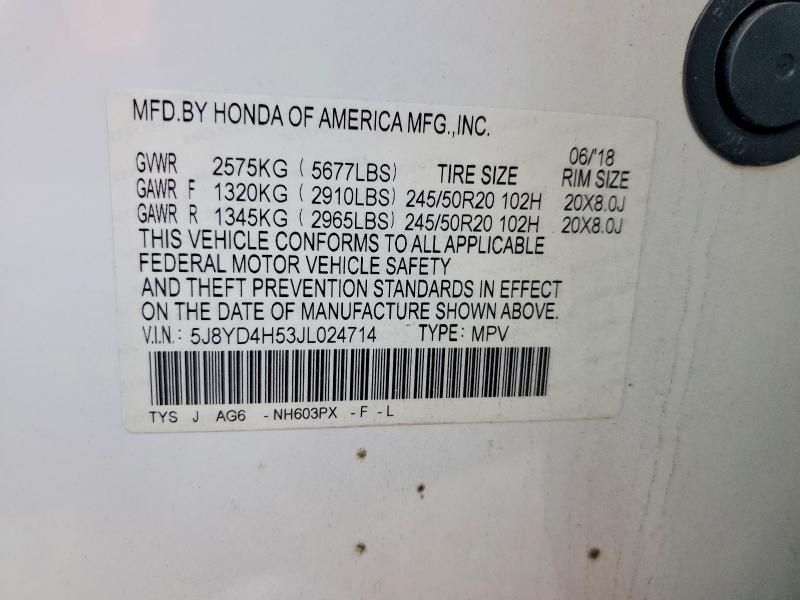 MFD.BY HONDA OF AMERICA MFG.,INC.
06/'18
GVWR 2575KG ( 5677LBS) TIRE SIZE RIM SIZE
GAWR F 1320KG ( 2910LBS) 245/50R20 102H 20X8.0J
GAWR R 1345KG ( 2965LBS) 245/50R20 102H 20X8.0J
THIS VEHICLE CONFORMS TO ALL APPLICABLE
FEDERAL MOTOR VEHICLE SAFETY
AND THEFT PREVENTION STANDARDS IN EFFECT
ON THE DATE OF MANUFACTURE SHOWN ABOVE.
V.I.N.: 5J8YD4H53JL024714 TYPE: MPV
TYS J AG6 -NH603PX -F -L